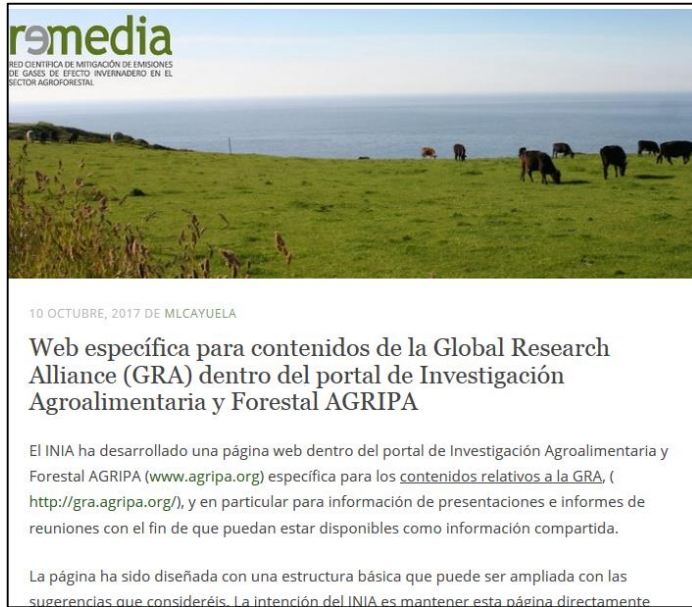 remedia
RED CIENTÍFICA DE MITIGACIÓN DE EMISIONES
DE GASES DE EFECTO INVERNADERO EN EL
SECTOR AGROFORESTAL
10 OCTUBRE, 2017 DE MLCAYUELA
Web específica para contenidos de la Global Research
Alliance (GRA) dentro del portal de Investigación
Agroalimentaria y Forestal AGRIPA
El INIA ha desarrollado una página web dentro del portal de Investigación Agroalimentaria y
Forestal AGRIPA (www.agripa.org) específica para los contenidos relativos a la GRA, (
http://gra.agripa.org/), y en particular para información de presentaciones e informes de
reuniones con el fin de que puedan estar disponibles como información compartida.
La página ha sido diseñada con una estructura básica que puede ser ampliada con las
sugerencias que consideréis. La intención del INIA es mantener esta página directamente